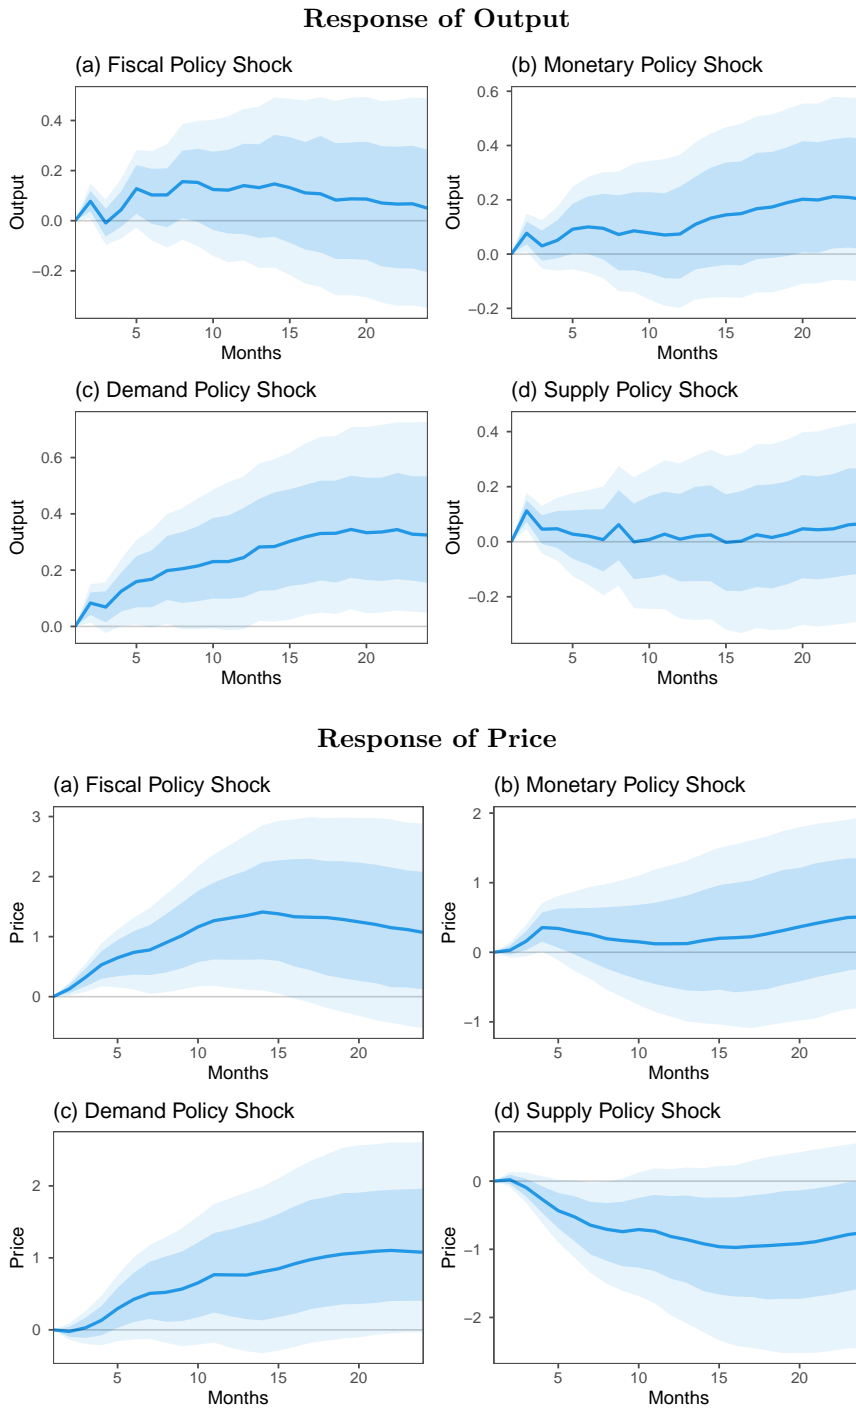 Response of Output
(a) Fiscal Policy Shock
0.4
0.2
0.0
−0.2
Output
5 10 15 20
Months
(b) Monetary Policy Shock
0.6
0.4
0.2
0.0
−0.2
Output
5 10 15 20
Months
(c) Demand Policy Shock
0.6
0.4
0.2
0.0
Output
5 10 15 20
Months
(d) Supply Policy Shock
0.4
0.2
0.0
−0.2
Output
5 10 15 20
Months
Response of Price
(a) Fiscal Policy Shock
3
2
1
0
Price
5 10 15 20
Months
(b) Monetary Policy Shock
2
1
0
−1
Price
5 10 15 20
Months
(c) Demand Policy Shock
2
1
0
Price
5 10 15 20
Months
(d) Supply Policy Shock
0
−1
−2
Price
5 10 15 20
Months